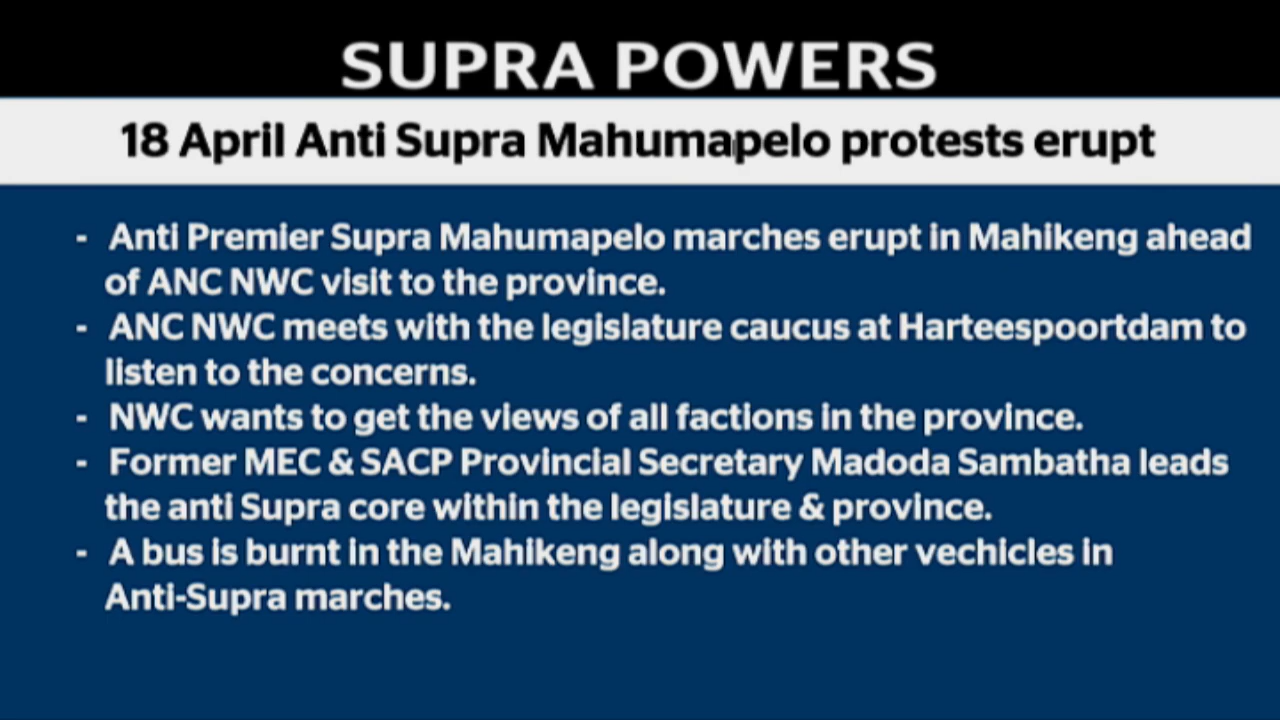 SUPRA POWERS
18 April Anti Supra Mahumapelo protests erupt
- Anti Premier Supra Mahumapelo marches erupt in Mahikeng ahead
of ANC NWC visit to the province.
- ANC NWC meets with the legislature caucus at Harteespoortdam to
listen to the concerns.
- NWC wants to get the views of all factions in the province.
- Former MEC & SACP Provincial Secretary Madoda Sambatha leads
the anti Supra core within the legislature & province.
- A bus is burnt in the Mahikeng along with other vechicles in
Anti-Supra marches.